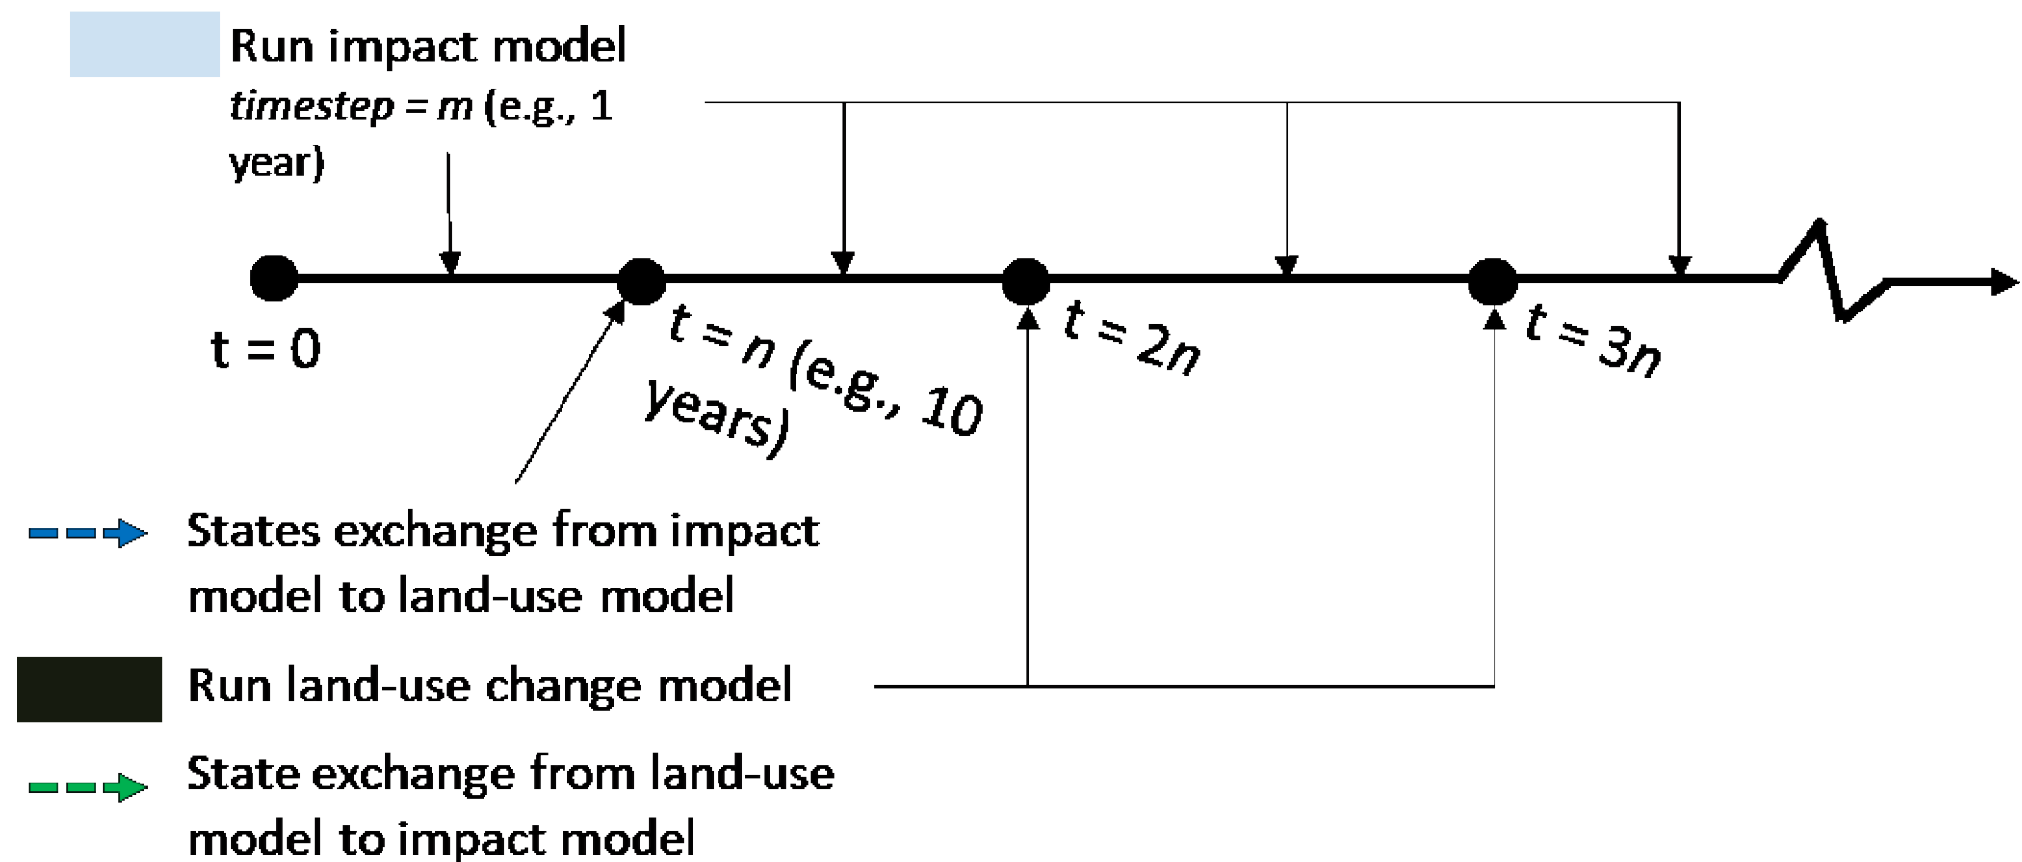 Run impact model
timestep = m (e.g., 1
year)
t = 0
t = n (e.g., 10
years)
t = 2n
t = 3n
States exchange from impact
model to land-use model
Run land-use change model
State exchange from land-use
model to impact model